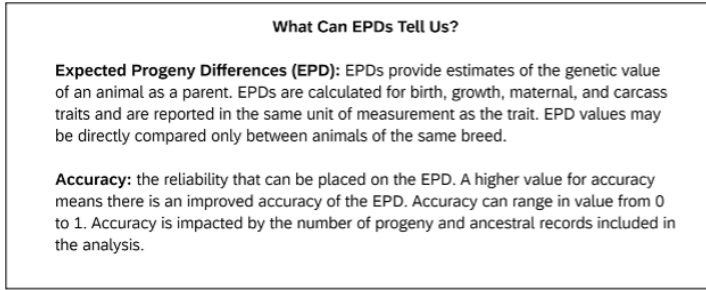 What Can EPDs Tell Us?
Expected Progeny Differences (EPD): EPDs provide estimates of the genetic value
of an animal as a parent. EPDs are calculated for birth, growth, maternal, and carcass
traits and are reported in the same unit of measurement as the trait. EPD values may
be directly compared only between animals of the same breed.
Accuracy: the reliability that can be placed on the EPD. A higher value for accuracy
means there is an improved accuracy of the EPD. Accuracy can range in value from 0
to 1. Accuracy is impacted by the number of progeny and ancestral records included in
the analysis.